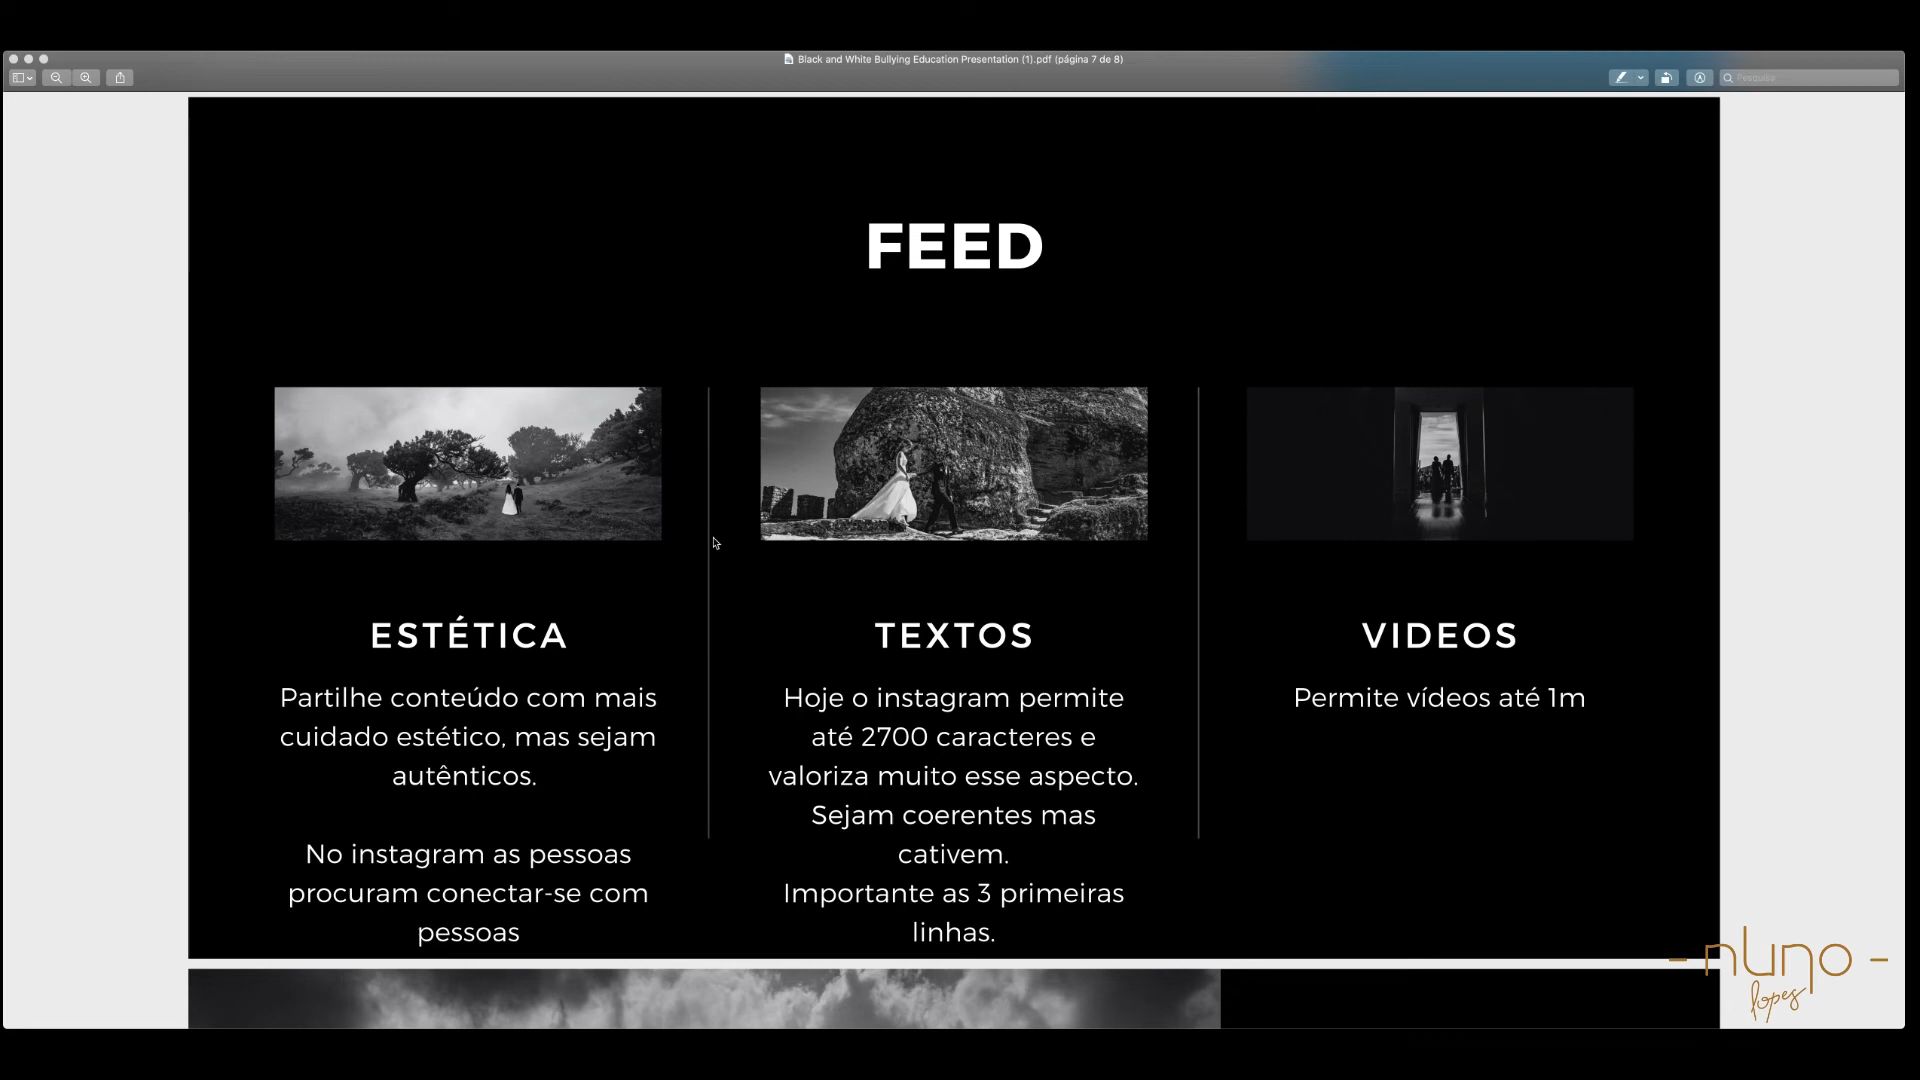 Black and White Bullying Education Presentation (1).pdf (página 7 de 8)
Pesquisa
FEED
ESTÉTICA
Partilhe conteúdo com mais
cuidado estético, mas sejam
autênticos.
No instagram as pessoas
procuram conectar-se com
pessoas
TEXTOS
Hoje o instagram permite
até 2700 caracteres e
valoriza muito esse aspecto.
Sejam coerentes mas
cativem.
Importante as 3 primeiras
linhas.
VIDEOS
Permite vídeos até 1m
- nuno -
lopes